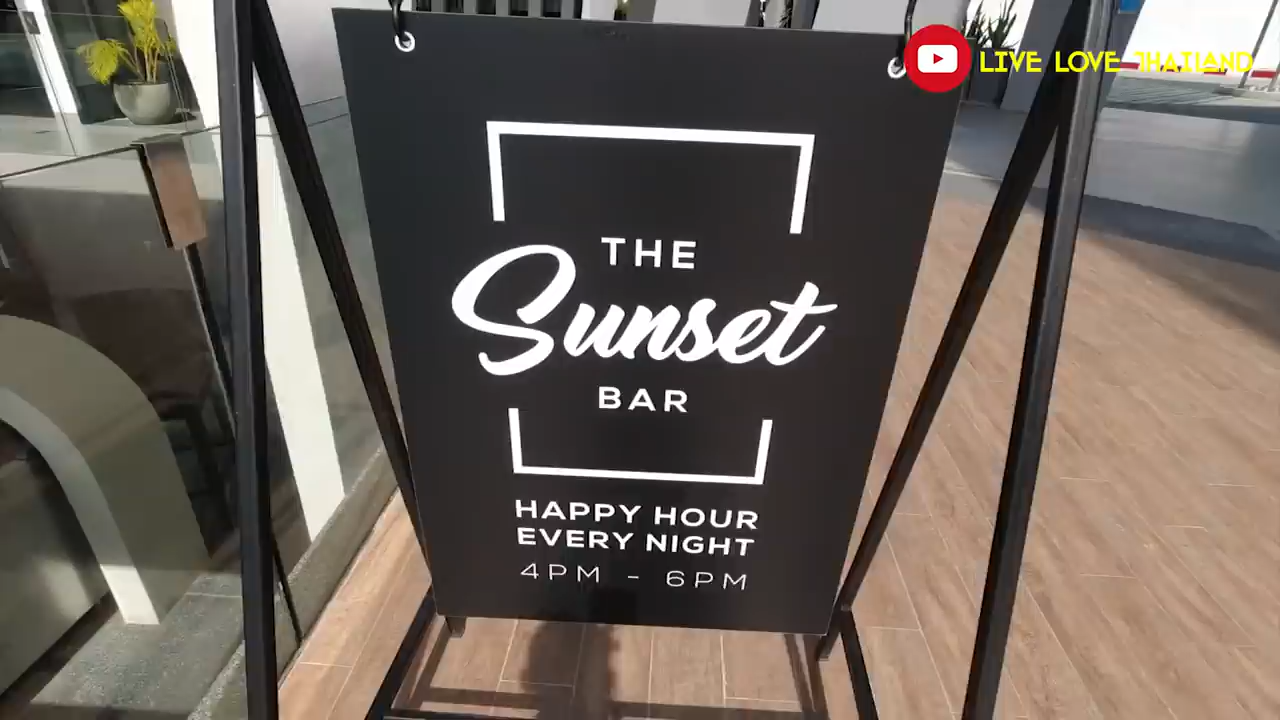 LIVE LOVE THAILAND
THE
Sunset
BAR
HAPPY HOUR
EVERY NIGHT
4PM - 6PM